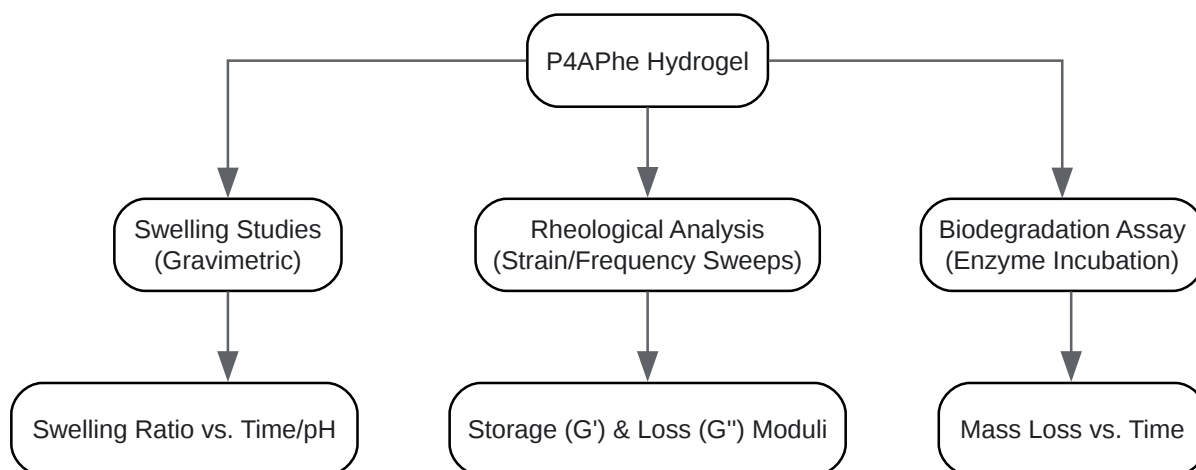 P4APhe Hydrogel
Swelling Studies
(Gravimetric)
Rheological Analysis
(Strain/Frequency Sweeps)
Biodegradation Assay
(Enzyme Incubation)
Swelling Ratio vs. Time/pH
Storage (G') & Loss (G'') Moduli
Mass Loss vs. Time